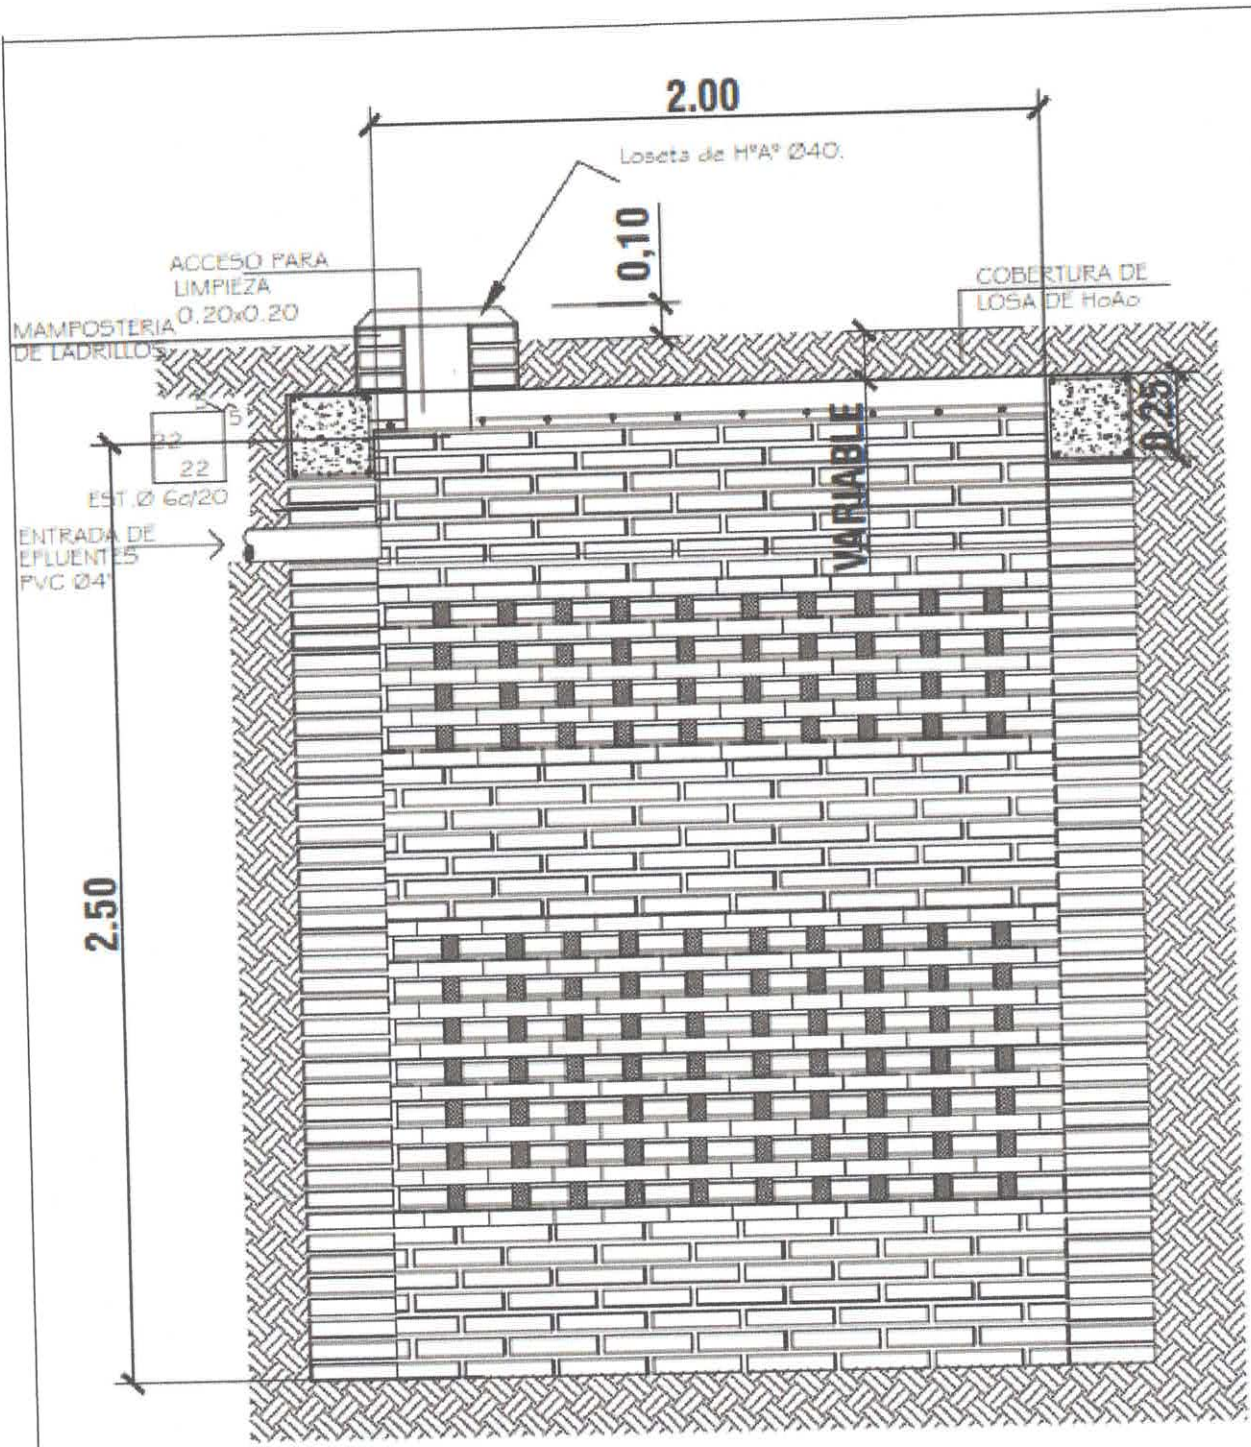 2.00
Loseta de HºAº Ø40.
0,10
ACCESO PARA
LIMPIEZA
0.20x0.20
COBERTURA DE
LOSA DE HoAo
MAMPOSTERIA
DE LADRILLOS
0.25
VARIABLE
5
22
22
EST.Ø 6c/20
ENTRADA DE
EFLUENTES
PVC Ø4"
2.50